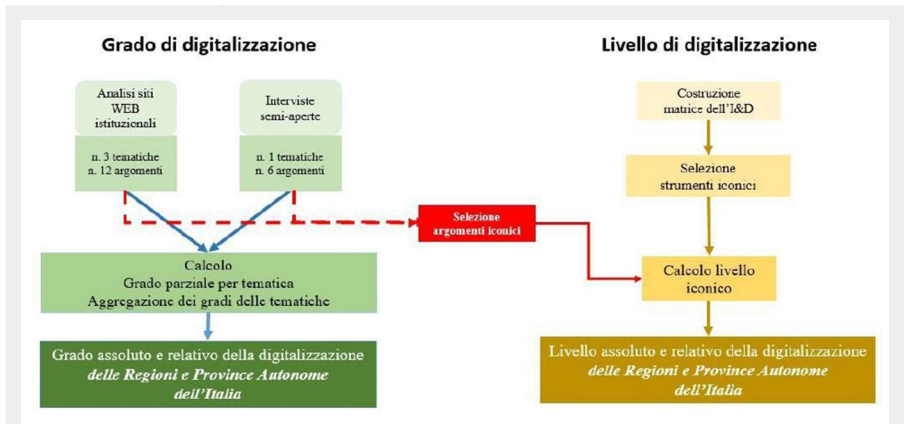 Grado di digitalizzazione
Livello di digitalizzazione
Analisi siti
WEB
istituzionali
n. 3 tematiche
n. 12 argomenti
Interviste
semi-aperte
n. 1 tematiche
n. 6 argomenti
Costruzione
matrice dell'I&D
Selezione
strumenti iconici
Selezione
argomenti iconici
Calcolo
Grado parziale per tematica
Aggregazione dei gradi delle tematiche
Calcolo livello
iconico
Grado assoluto e relativo della digitalizzazione
delle Regioni e Province Autonome
dell'Italia
Livello assoluto e relativo della digitalizzazione
delle Regioni e Province Autonome
dell'Italia